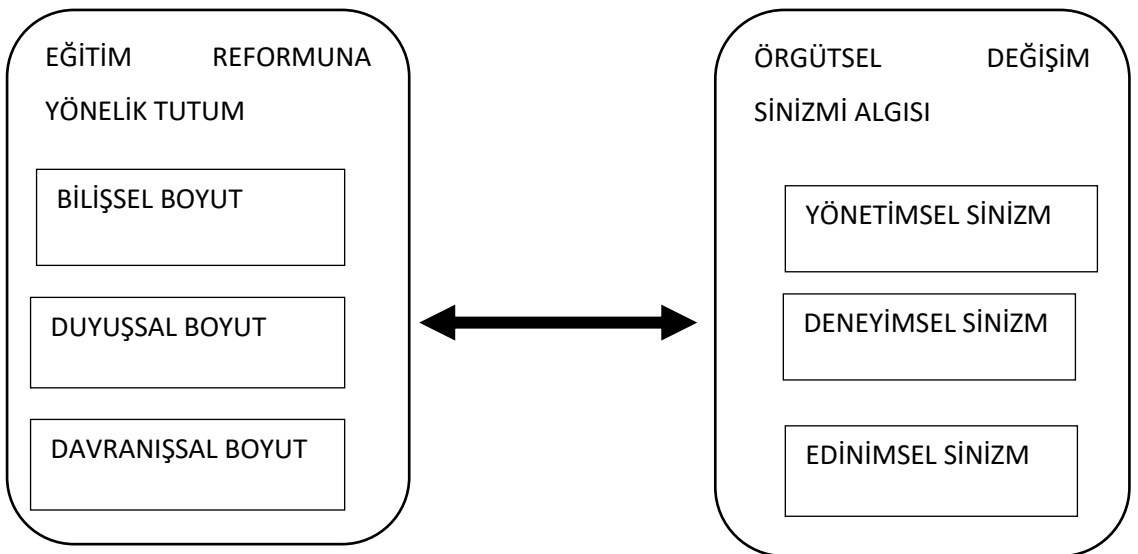 EĞİTİM REFORMUNA
YÖNELİK TUTUM
BİLİŞSEL BOYUT
DUYUŞSAL BOYUT
DAVRANIŞSAL BOYUT
ÖRGÜTSEL DEĞİŞİM
SİNİZMİ ALGISI
YÖNETİMSEL SİNİZM
DENEYİMSEL SİNİZM
EDİNİMSEL SİNİZM